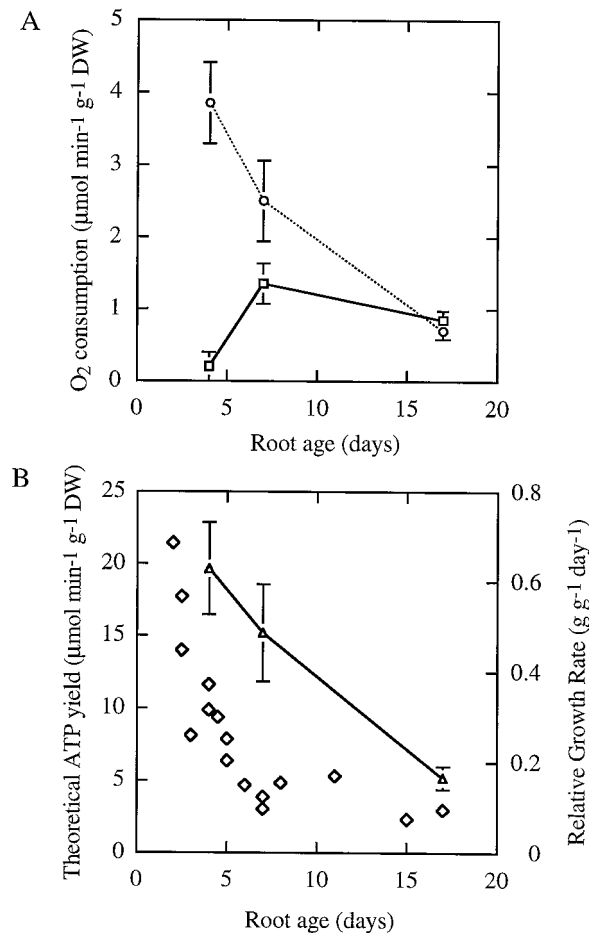 A
O₂ consumption (µmol min⁻¹ g⁻¹ DW)
5
4
3
2
1
0
0 5 10 15 20
Root age (days)
B
Theoretical ATP yield (µmol min⁻¹ g⁻¹ DW)
25
20
15
10
5
0
0.8
0.6
0.4
0.2
0
Relative Growth Rate (g g⁻¹ day⁻¹)
0 5 10 15 20
Root age (days)